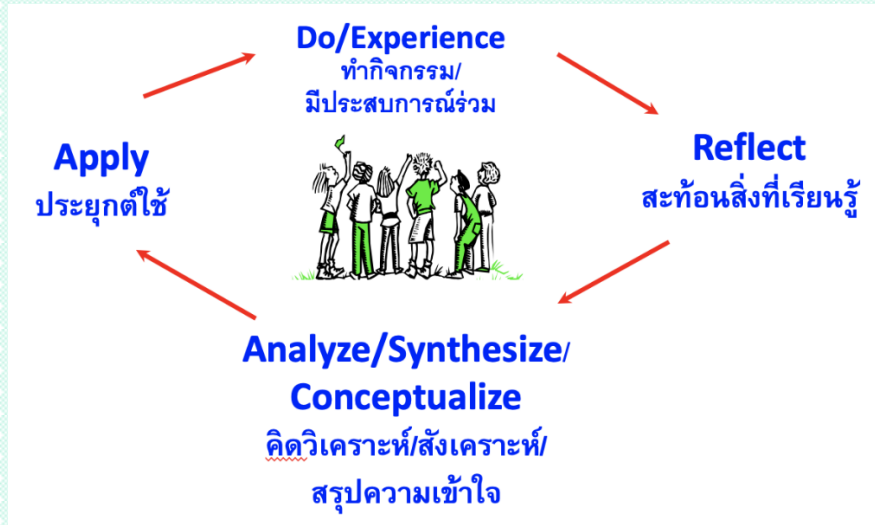 Do/Experience
ทำกิจกรรม/
มีประสบการณ์ร่วม
Reflect
สะท้อนสิ่งที่เรียนรู้
Analyze/Synthesize/
Conceptualize
คิดวิเคราะห์/สังเคราะห์/
สรุปความเข้าใจ
Apply
ประยุกต์ใช้